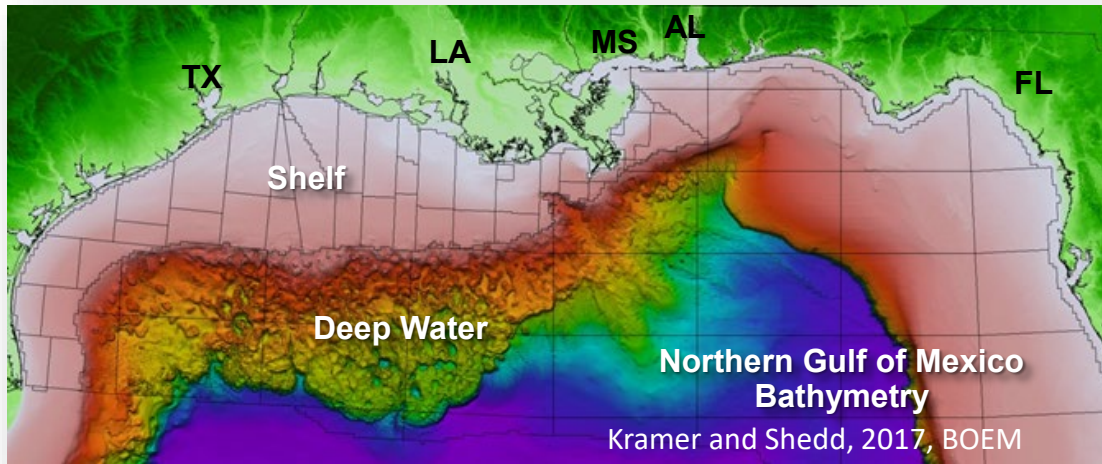 TX
LA
MS
AL
FL
Shelf
Deep Water
Northern Gulf of Mexico
Bathymetry
Kramer and Shedd, 2017, BOEM